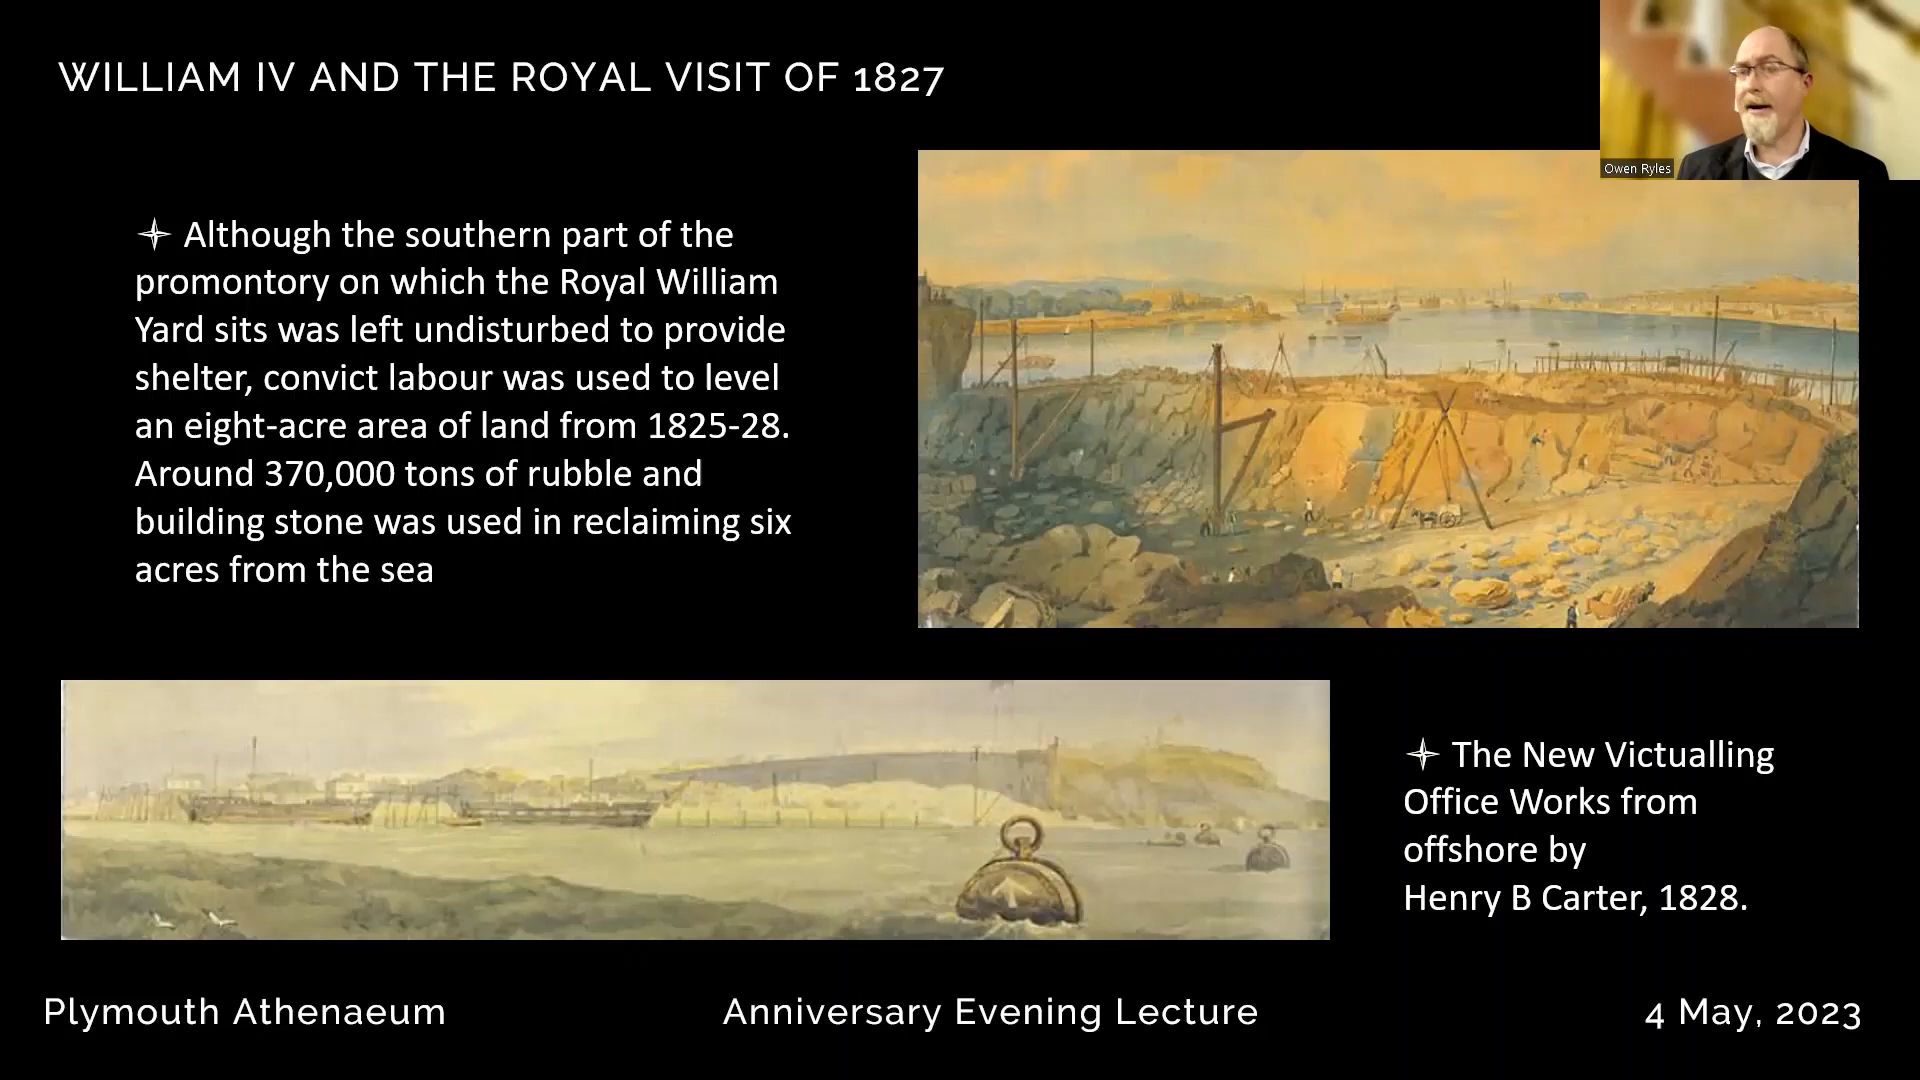 WILLIAM IV AND THE ROYAL VISIT OF 1827
Owen Ryles
Although the southern part of the
promontory on which the Royal William
Yard sits was left undisturbed to provide
shelter, convict labour was used to level
an eight-acre area of land from 1825-28.
Around 370,000 tons of rubble and
building stone was used in reclaiming six
acres from the sea
The New Victualling
Office Works from
offshore by
Henry B Carter, 1828.
Plymouth Athenaeum
Anniversary Evening Lecture
4 May, 2023